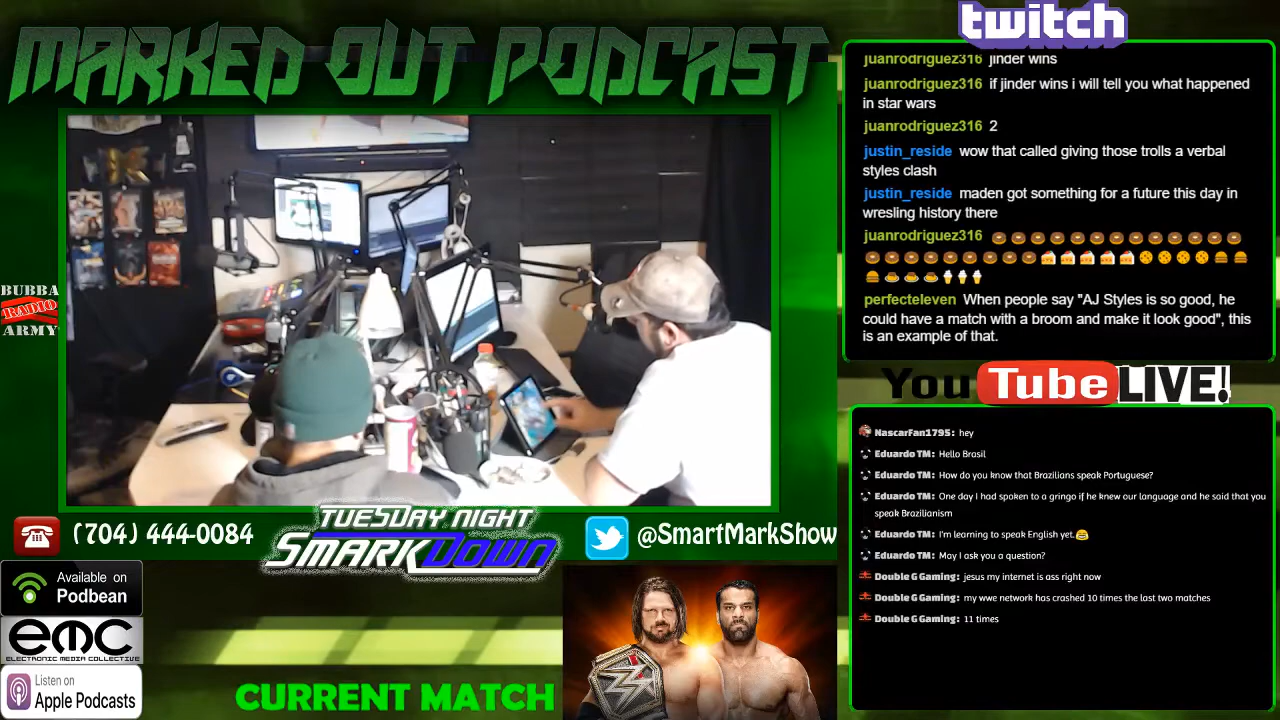 MARKED OUT PODCAST
twitch
juanrodriguez316 jinder wins
juanrodriguez316 if jinder wins i will tell you what happened
in star wars
juanrodriguez316 2
justin_reside wow that called giving those trolls a verbal
styles clash
justin_reside maden got something for a future this day in
wresling history there
juanrodriguez316
perfecteleven When people say "AJ Styles is so good, he
could have a match with a broom and make it look good", this
is an example of that.
BUBBA
RADIO
ARMY
You Tube LIVE!
NascarFan1795: hey
Eduardo TM: Hello Brasil
Eduardo TM: How do you know that Brazilians speak Portuguese?
Eduardo TM: One day I had spoken to a gringo if he knew our language and he said that you
speak Brazilianism
Eduardo TM: I'm learning to speak English yet.😂
Eduardo TM: May I ask you a question?
Double G Gaming: jesus my internet is ass right now
Double G Gaming: my wwe network has crashed 10 times the last two matches
Double G Gaming: 11 times
(704) 444-0084
TUESDAY NIGHT
SMARKDOWN
@SmartMarkShow
Available on
Podbean
emc
ELECTRONIC MEDIA COLLECTIVE
Listen on
Apple Podcasts
CURRENT MATCH